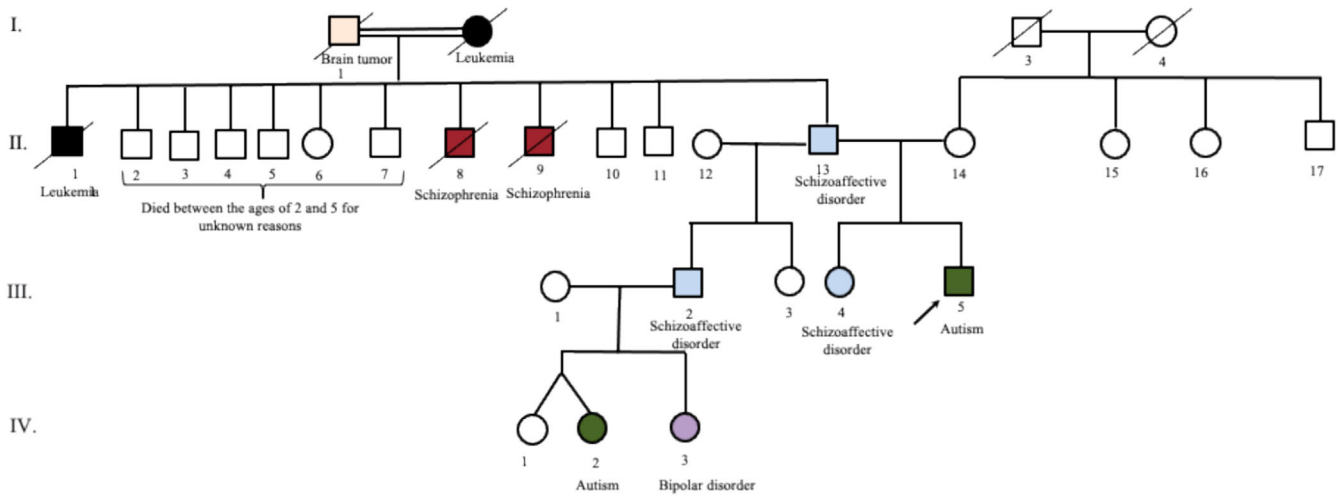 I.
Brain tumor
Leukemia
1
3
4
II.
1
2
3
4
5
6
7
8
9
10
11
12
13
14
15
16
17
Leukemia
Schizophrenia
Schizophrenia
Schizoaffective
disorder
Died between the ages of 2 and 5 for
unknown reasons
III.
1
2
3
4
5
Schizoaffective
disorder
Schizoaffective
disorder
Autism
IV.
1
2
3
Autism
Bipolar disorder